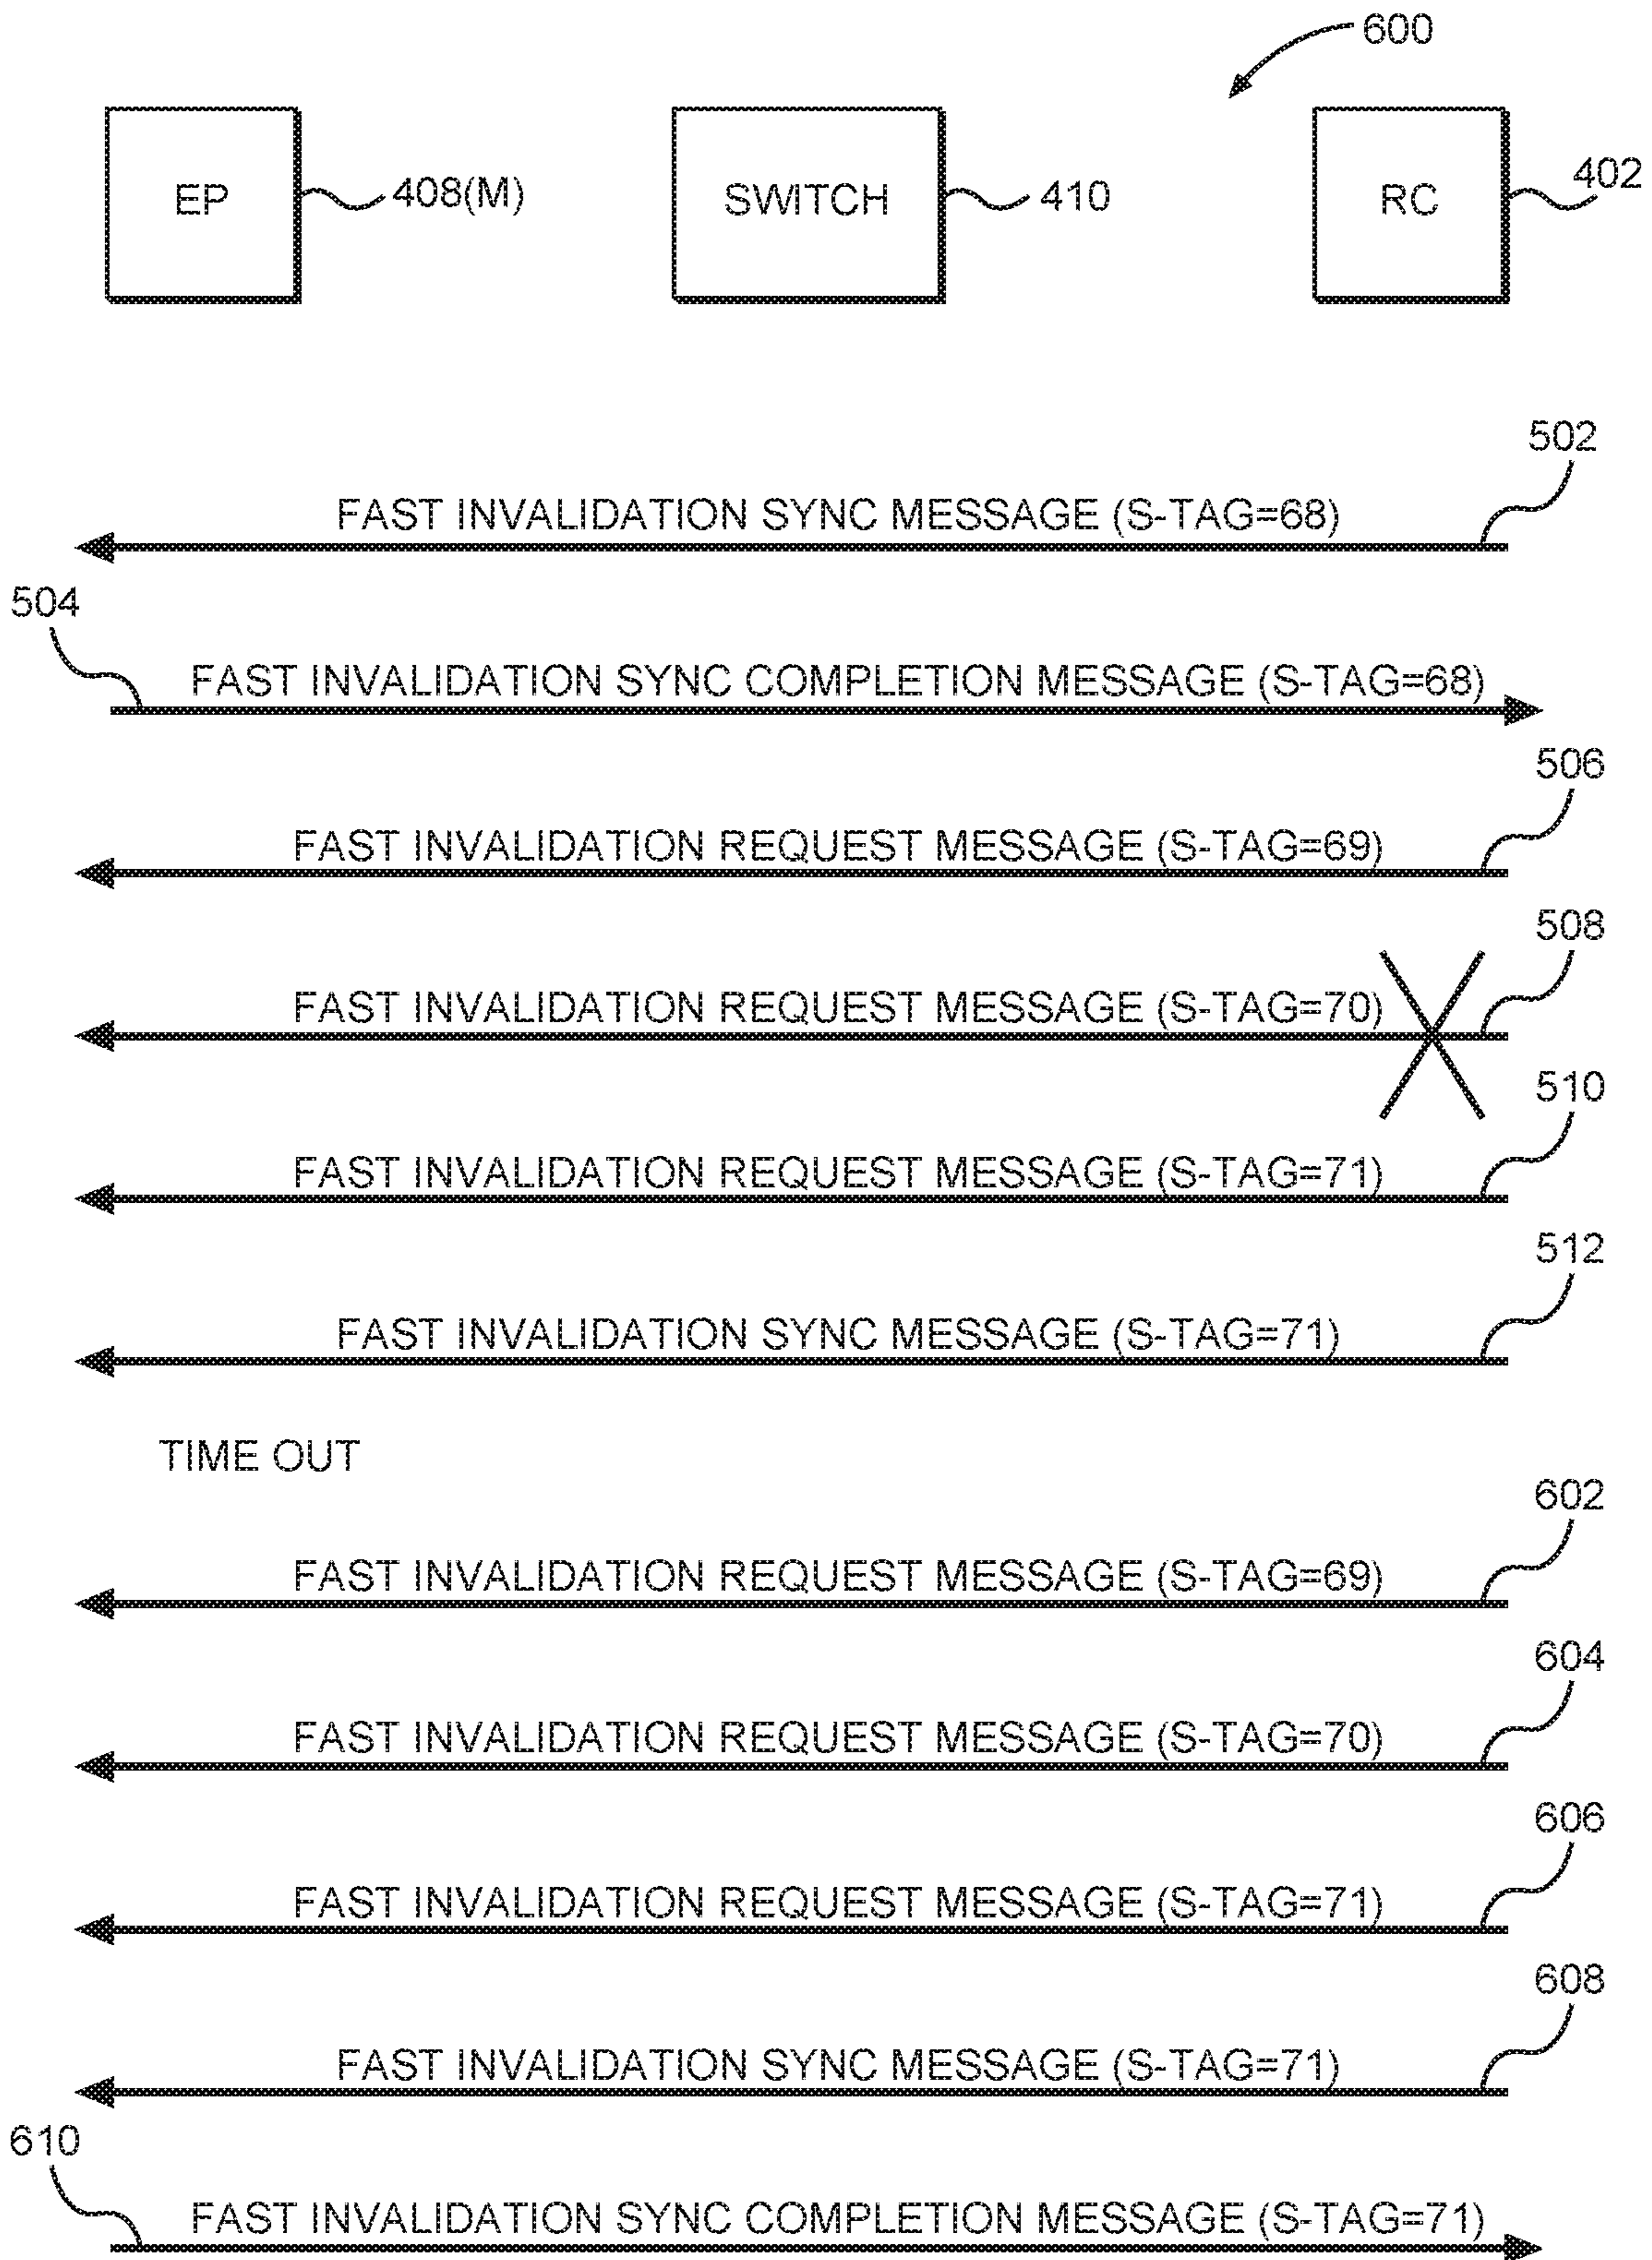 600
EP
408(M)
SWITCH
410
RC
402
502
FAST INVALIDATION SYNC MESSAGE (S-TAG=68)
504
FAST INVALIDATION SYNC COMPLETION MESSAGE (S-TAG=68)
506
FAST INVALIDATION REQUEST MESSAGE (S-TAG=69)
508
FAST INVALIDATION REQUEST MESSAGE (S-TAG=70)
510
FAST INVALIDATION REQUEST MESSAGE (S-TAG=71)
512
FAST INVALIDATION SYNC MESSAGE (S-TAG=71)
TIME OUT
602
FAST INVALIDATION REQUEST MESSAGE (S-TAG=69)
604
FAST INVALIDATION REQUEST MESSAGE (S-TAG=70)
606
FAST INVALIDATION REQUEST MESSAGE (S-TAG=71)
608
FAST INVALIDATION SYNC MESSAGE (S-TAG=71)
610
FAST INVALIDATION SYNC COMPLETION MESSAGE (S-TAG=71)